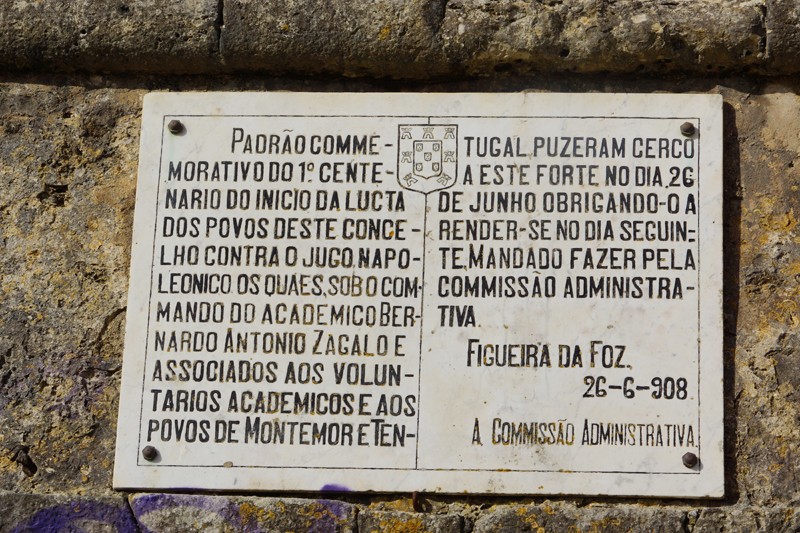 PADRÃO COMME-
MORATIVO DO 1º CENTE-
NARIO DO INICIO DA LUCTA
DOS POVOS DESTE CONCE-
LHO CONTRA O JUGO, NAPO-
LEONICO. OS QUAES, SOB O COM-
MANDO DO ACADEMICO BER-
NARDO ANTONIO ZAGALO E
ASSOCIADOS AOS VOLUN-
TARIOS ACADEMICOS E AOS
POVOS DE MONTEMOR E TEN-
TUGAL, PUZERAM CERCO
A ESTE FORTE NO DIA, 26
DE JUNHO OBRIGANDO-O A
RENDER-SE NO DIA SEGUIN-
TE. MANDADO FAZER PELA
COMMISSÃO ADMINISTRA-
TIVA.
FIGUEIRA DA FOZ.
26-6-908
A COMMISSÃO ADMINISTRATIVA.